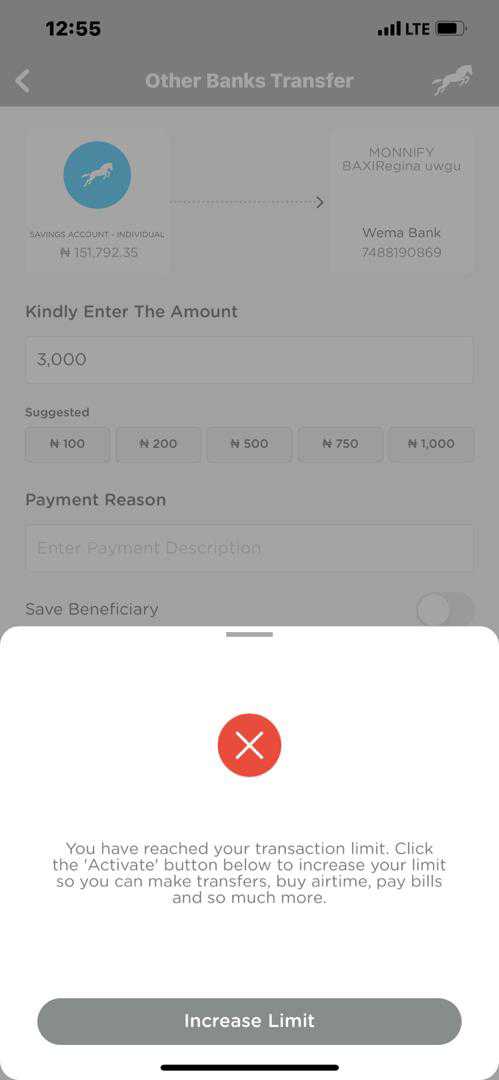 12:55
LTE
Other Banks Transfer
MONNIFY
BAXIRegina uwgu
SAVINGS ACCOUNT - INDIVIDUAL
₦ 151,792.35
Wema Bank
7488190869
Kindly Enter The Amount
3,000
Suggested
₦ 100
₦ 200
₦ 500
₦ 750
₦ 1,000
Payment Reason
Enter Payment Description
Save Beneficiary
You have reached your transaction limit. Click
the 'Activate' button below to increase your limit
so you can make transfers, buy airtime, pay bills
and so much more.
Increase Limit